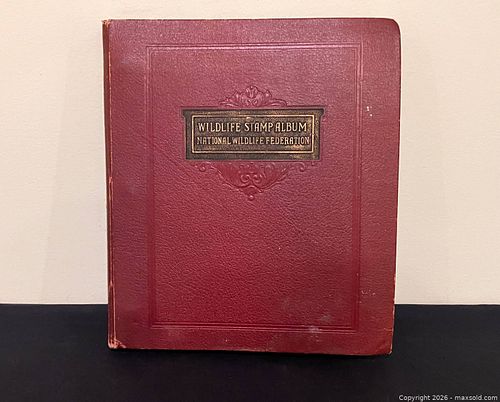 WILDLIFE STAMP ALBUM
NATIONAL WILDLIFE FEDERATION
Copyright 2026 - maxsold.com